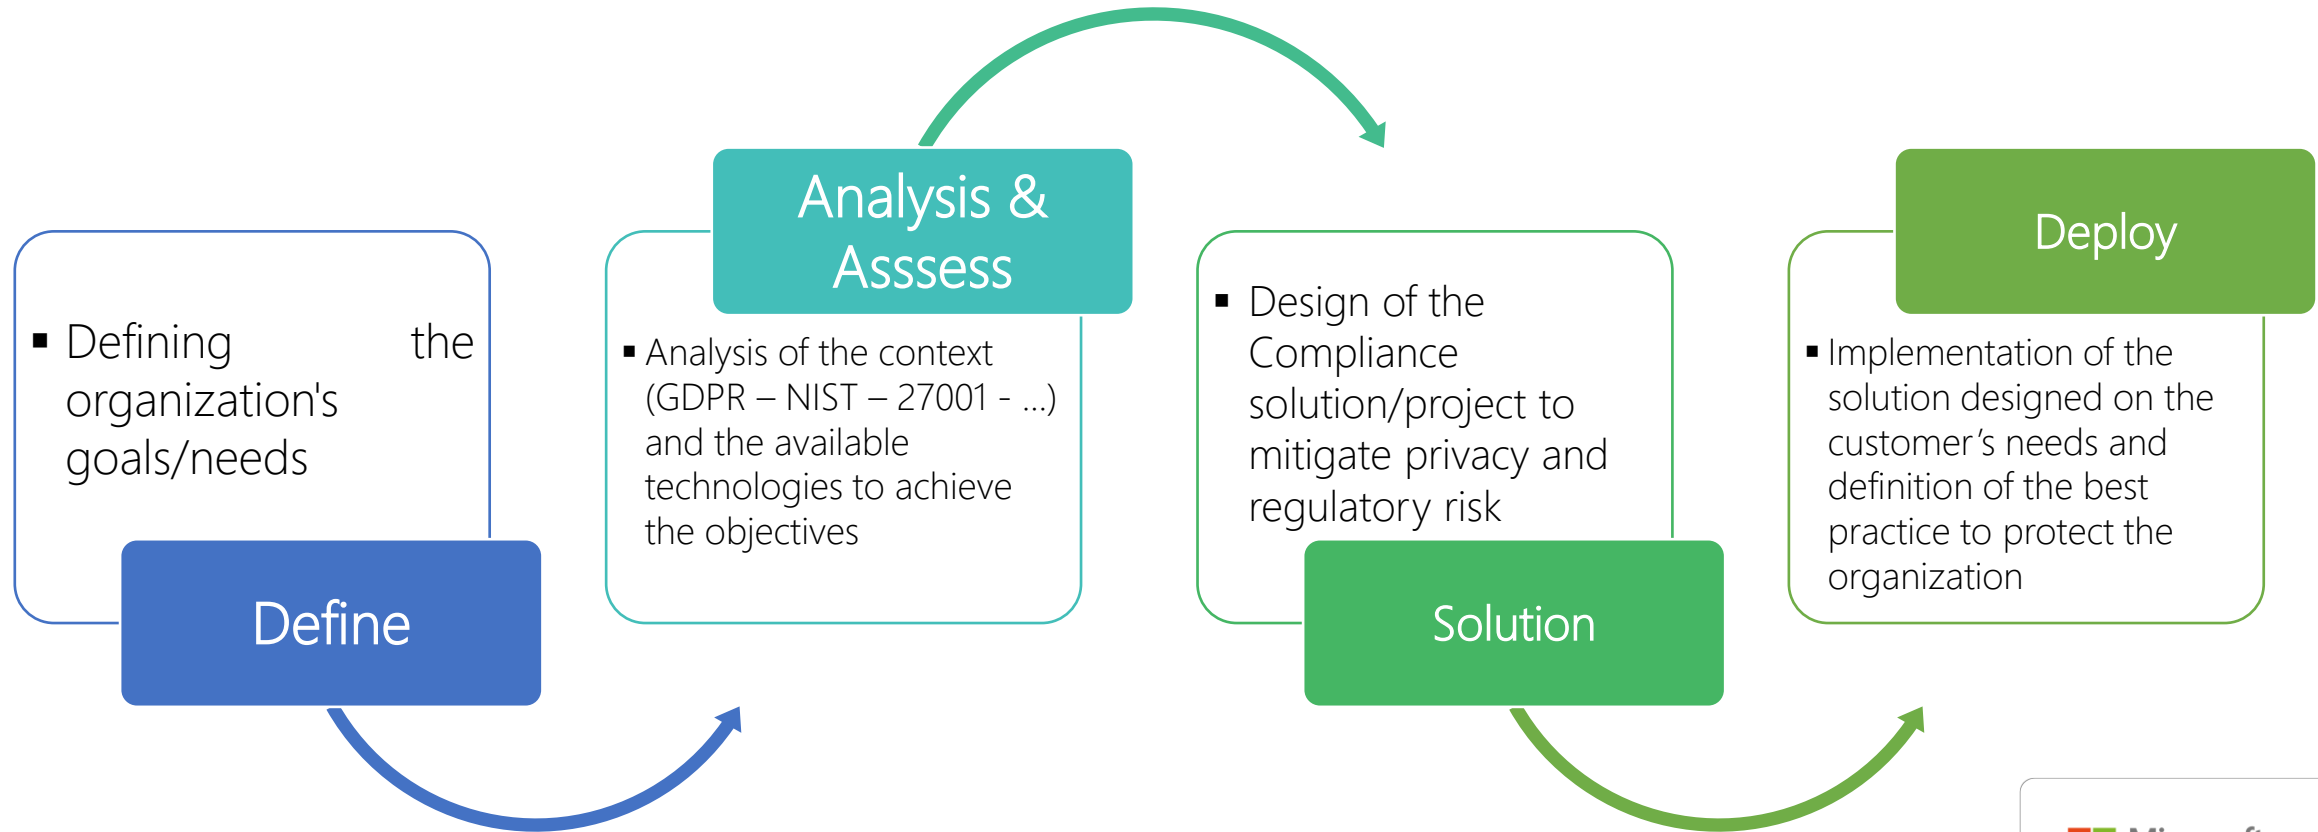 ▪ Defining the
organization's
goals/needs
Define
Analysis &
Asssess
▪ Analysis of the context
(GDPR – NIST – 27001 - ...)
and the available
technologies to achieve
the objectives
▪ Design of the
Compliance
solution/project to
mitigate privacy and
regulatory risk
Solution
Deploy
▪ Implementation of the
solution designed on the
customer’s needs and
definition of the best
practice to protect the
organization